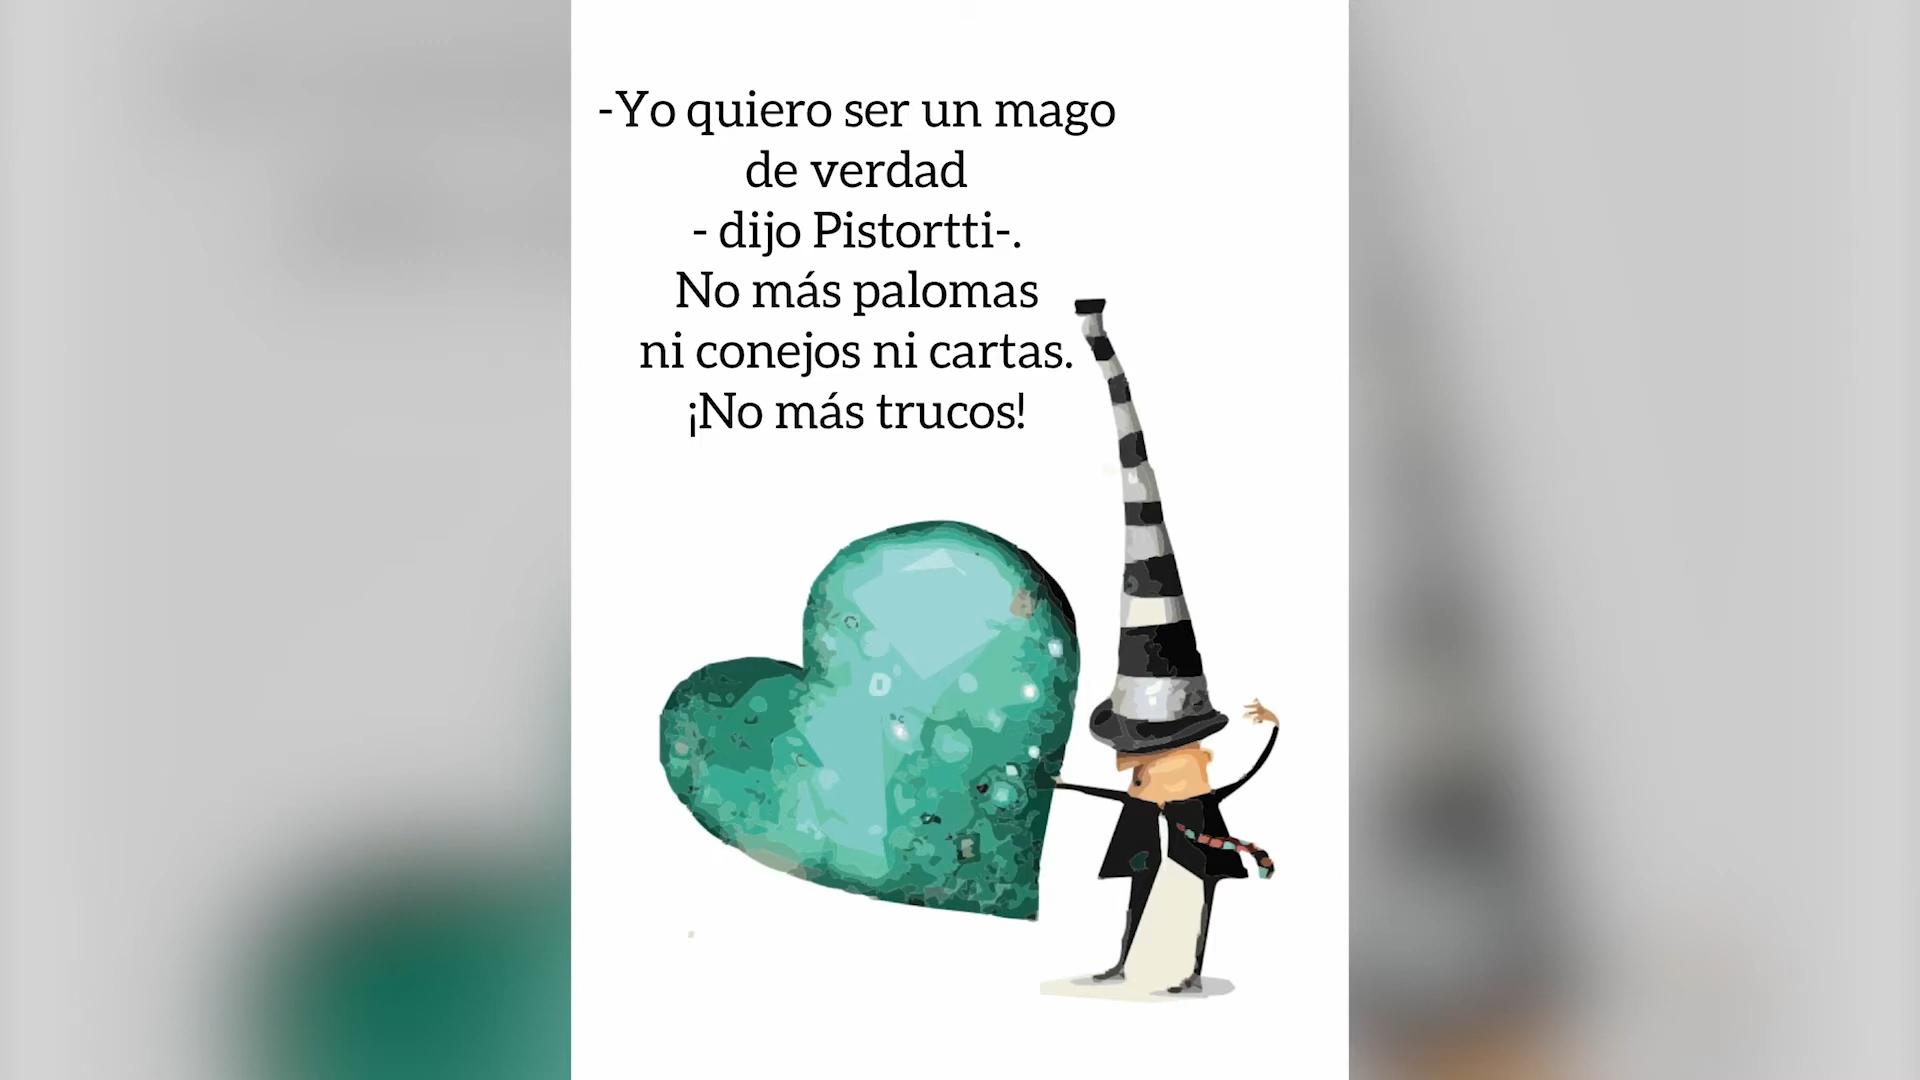 -Yo quiero ser un mago
de verdad
- dijo Pistortti-.
No más palomas
ni conejos ni cartas.
¡No más trucos!